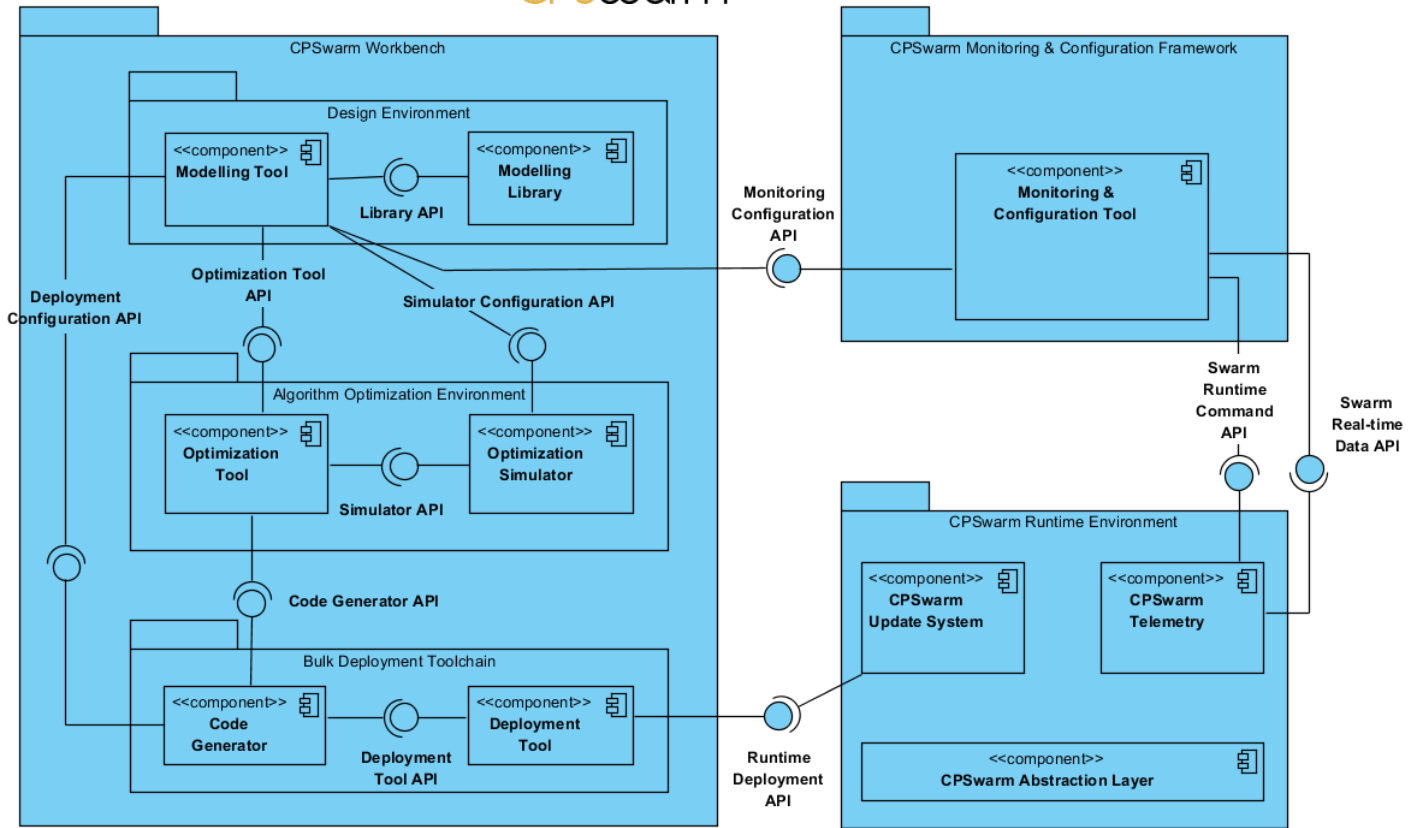 CPSwarm Workbench
Design Environment
<<component>>
Modelling Tool
<<component>>
Modelling
Library
Library API
Optimization Tool
API
Simulator Configuration API
Deployment
Configuration API
Algorithm Optimization Environment
<<component>>
Optimization
Tool
<<component>>
Optimization
Simulator
Simulator API
Code Generator API
Bulk Deployment Toolchain
<<component>>
Code
Generator
<<component>>
Deployment
Tool
Deployment
Tool API
Monitoring
Configuration
API
CPSwarm Monitoring & Configuration Framework
<<component>>
Monitoring &
Configuration Tool
Swarm
Runtime
Command
API
Swarm
Real-time
Data API
CPSwarm Runtime Environment
<<component>>
CPSwarm
Update System
<<component>>
CPSwarm
Telemetry
Runtime
Deployment
API
<<component>>
CPSwarm Abstraction Layer